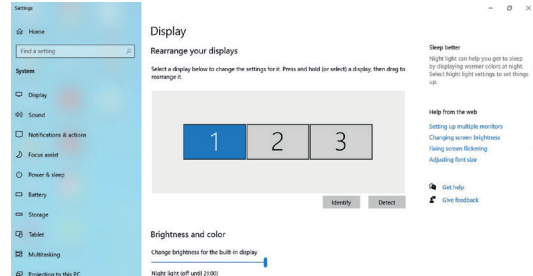 Settings
Home
Find a setting
System
Display
Sound
Notifications & actions
Focus assist
Power & sleep
Battery
Storage
Tablet
Multitasking
Projecting to this PC
Display
Rearrange your displays
Select a display below to change the settings for it. Press and hold (or select) a display, then drag to
rearrange it.
1 2 3
Identify Detect
Brightness and color
Change brightness for the built-in display
Night light (off until 21:00)
Sleep better
Night light can help you get to sleep
by displaying warmer colors at night.
Select Night light settings to set things
up.
Help from the web
Setting up multiple monitors
Changing screen brightness
Fixing screen flickering
Adjusting font size
Get help
Give feedback